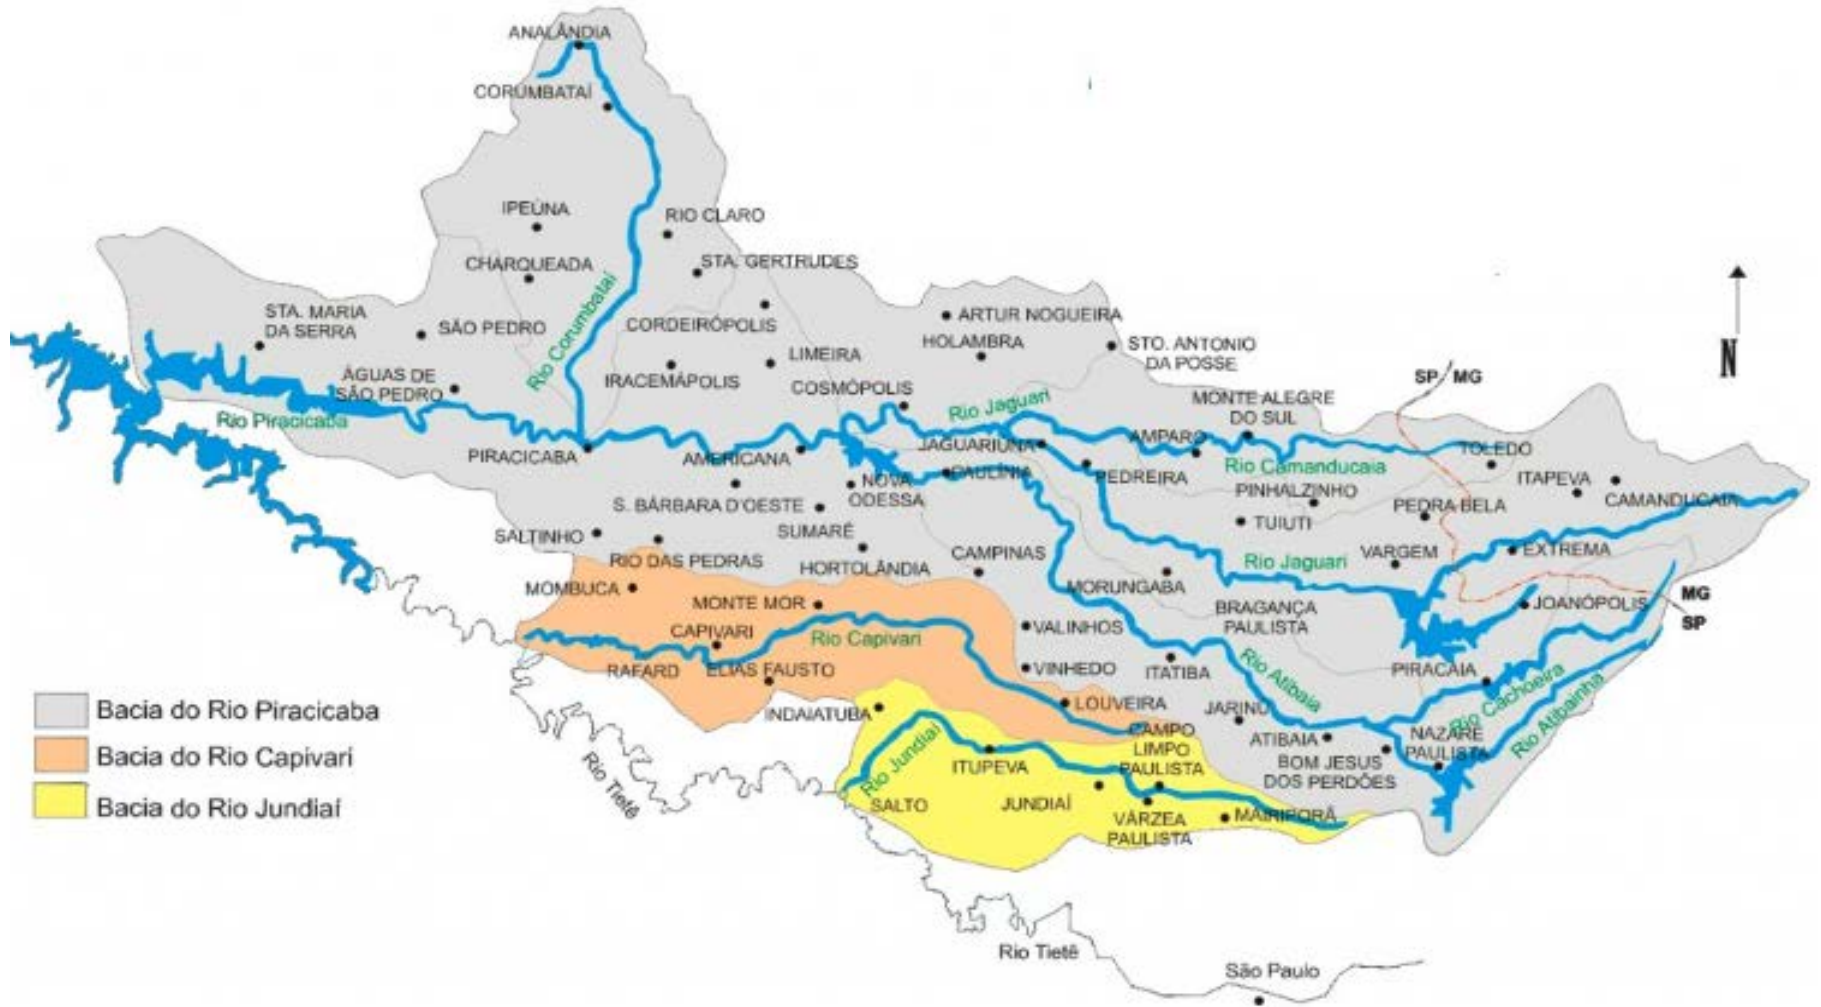 ANALÂNDIA
CORUMBATAÍ
IPEÚNA
RIO CLARO
CHARQUEADA
STA. GERTRUDES
Rio Corumbataí
STA. MARIA
DA SERRA
SÃO PEDRO
CORDEIRÓPOLIS
ARTUR NOGUEIRA
HOLAMBRA
STO. ANTONIO
DA POSSE
LIMEIRA
IRACEMÁPOLIS
ÁGUAS DE
SÃO PEDRO
COSMÓPOLIS
SP
MG
N
Rio Piracicaba
Rio Jaguari
MONTE ALEGRE
DO SUL
JAGUARIÚNA
AMPARO
TOLEDO
PIRACICABA
AMERICANA
PAULÍNIA
PEDREIRA
Rio Camanducaia
NOVA
ODESSA
ITAPEVA
PINHALZINHO
CAMANDUCAIA
S. BÁRBARA D'OESTE
PEDRA BELA
TUIUTI
SALTINHO
SUMARÉ
RIO DAS PEDRAS
HORTOLÂNDIA
CAMPINAS
VARGEM
EXTREMA
Rio Jaguari
MOMBUCA
MORUNGABA
MG
SP
MONTE MOR
BRAGANÇA
PAULISTA
JOANÓPOLIS
CAPIVARI
Rio Capivari
VALINHOS
RAFARD
ELIAS FAUSTO
VINHEDO
ITATIBA
Rio Atibaia
PIRACAIA
Rio Cachoeira
Rio Atibainha
INDAIATUBA
LOUVEIRA
JARINU
CAMPO
LIMPO
PAULISTA
ATIBAIA
NAZARÉ
PAULISTA
BOM JESUS
DOS PERDÕES
Rio Jundiaí
ITUPEVA
SALTO
JUNDIAÍ
VÁRZEA
PAULISTA
MAIRIPORÃ
Bacia do Rio Piracicaba
Bacia do Rio Capivari
Bacia do Rio Jundiaí
Rio Tietê
Rio Tietê
São Paulo